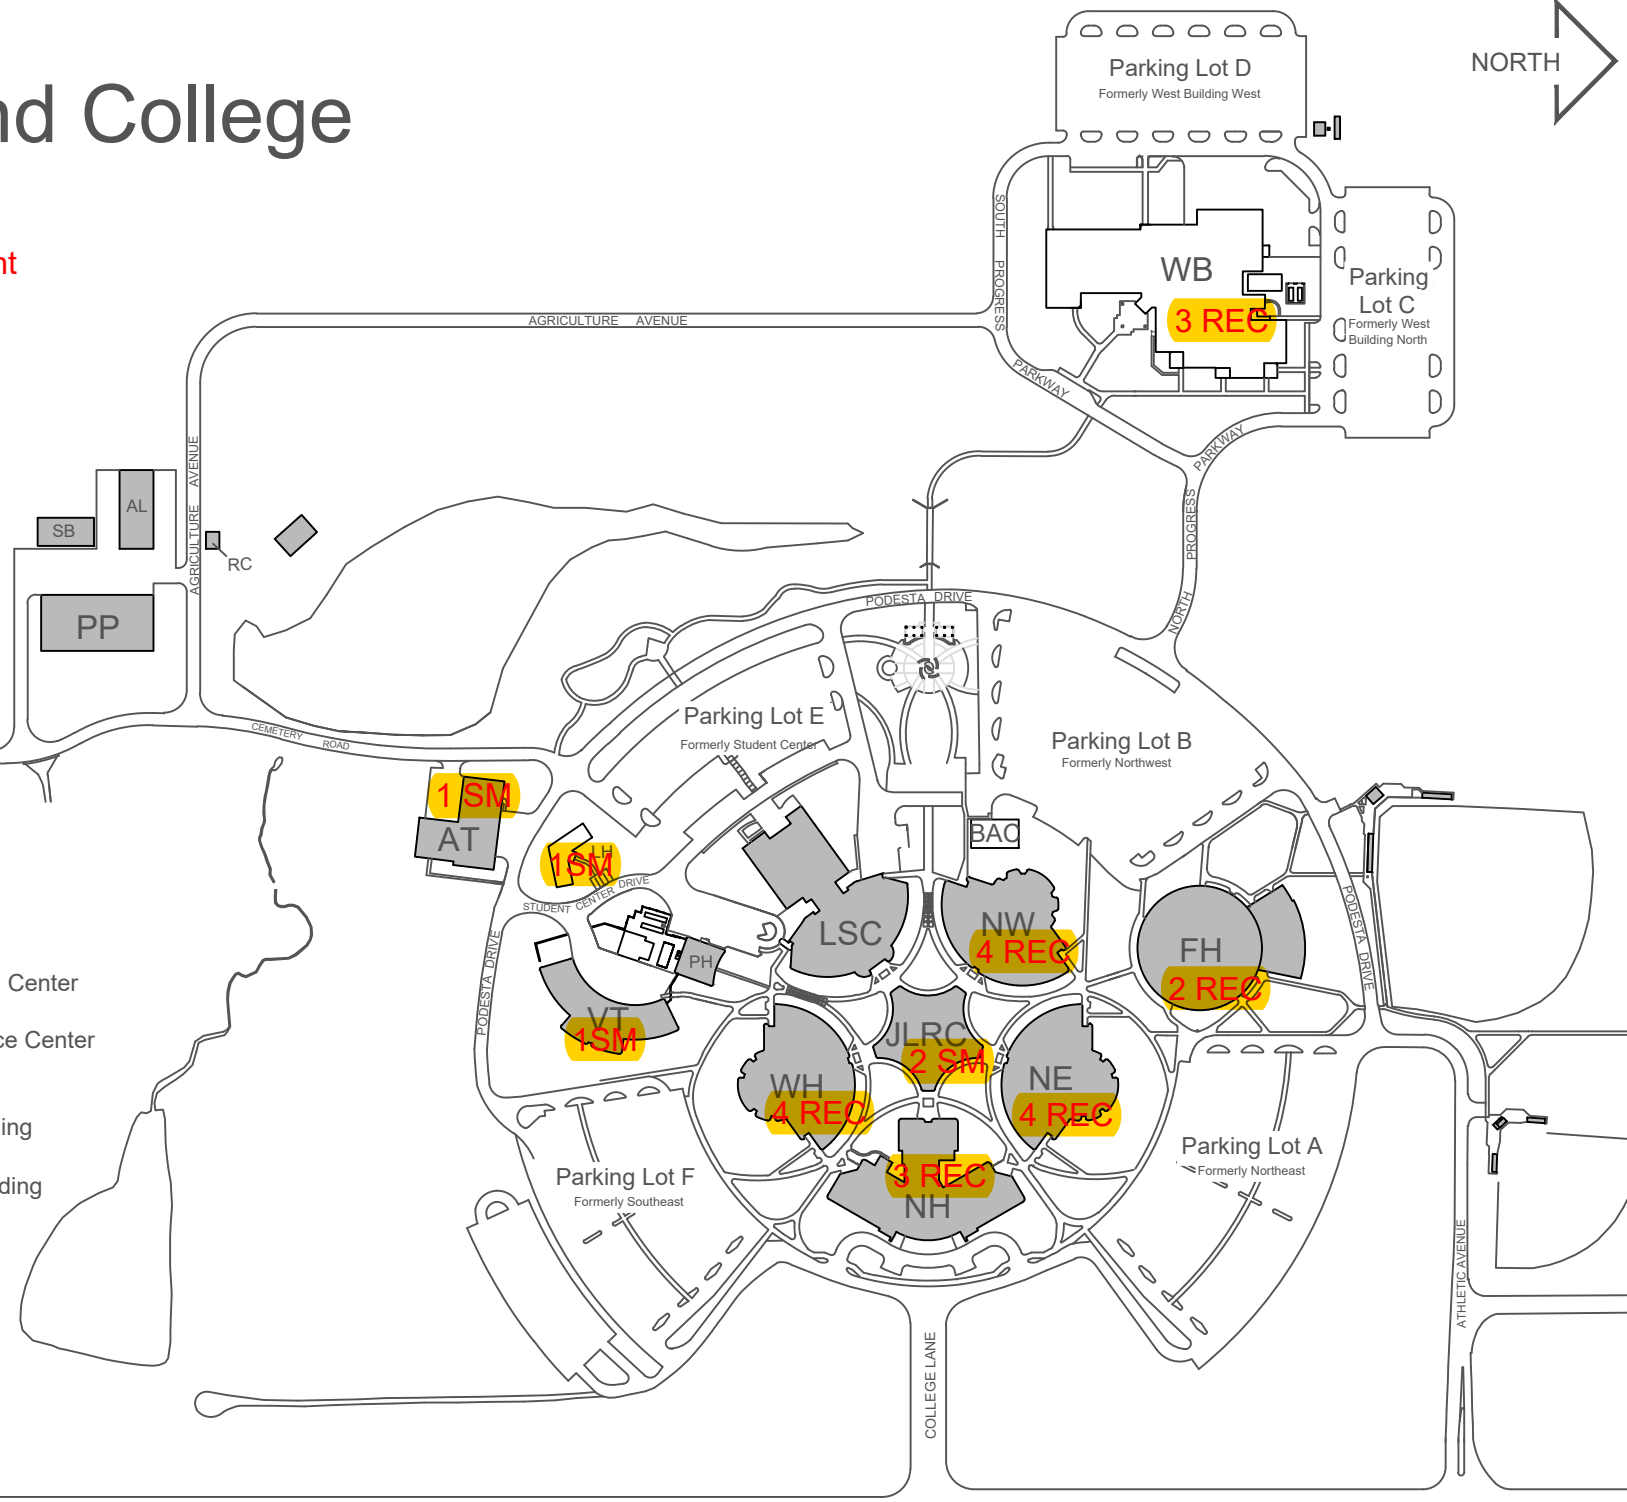 nd College
nt
NORTH
Parking Lot D
Formerly West Building West
SOUTH PROGRESS
PARKWAY
WB
3 REC
Parking
Lot C
Formerly West
Building North
AGRICULTURE AVENUE
AGRICULTURE AVENUE
NORTH PROGRESS PARKWAY
SB
AL
RC
PP
PODESTA DRIVE
CEMETERY ROAD
Parking Lot E
Formerly Student Center
Parking Lot B
Formerly Northwest
1 SM
AT
LH
1SM
STUDENT CENTER DRIVE
BAC
LSC
NW
4 REC
FH
2 REC
PODESTA DRIVE
PODESTA DRIVE
PH
VT
1SM
JLRC
2 SM
WH
4 REC
NE
4 REC
3 REC
NH
Center
ce Center
ing
ding
Parking Lot F
Formerly Southeast
Parking Lot A
Formerly Northeast
COLLEGE LANE
ATHLETIC AVENUE